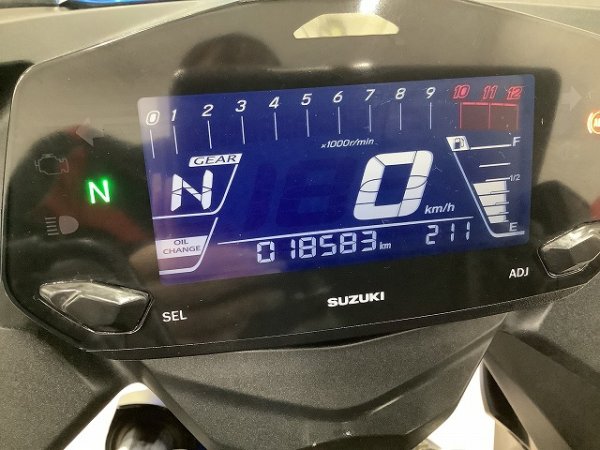 0 1 2 3 4 5 6 7 8 9 10 11 12
×1000r/min
GEAR
N
N
0
km/h
F
1/2
E
OIL
CHANGE
018583 km
211
SEL
SUZUKI
ADJ